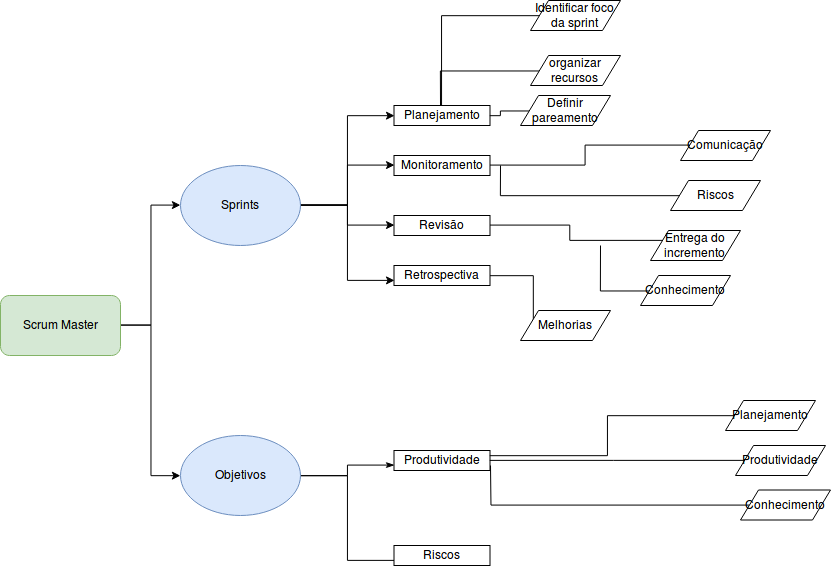 Identificar foco
da sprint
organizar
recursos
Definir
pareamento
Planejamento
Comunicação
Monitoramento
Riscos
Sprints
Revisão
Entrega do
incremento
Retrospectiva
Conhecimento
Scrum Master
Melhorias
Planejamento
Produtividade
Produtividade
Objetivos
Conhecimento
Riscos